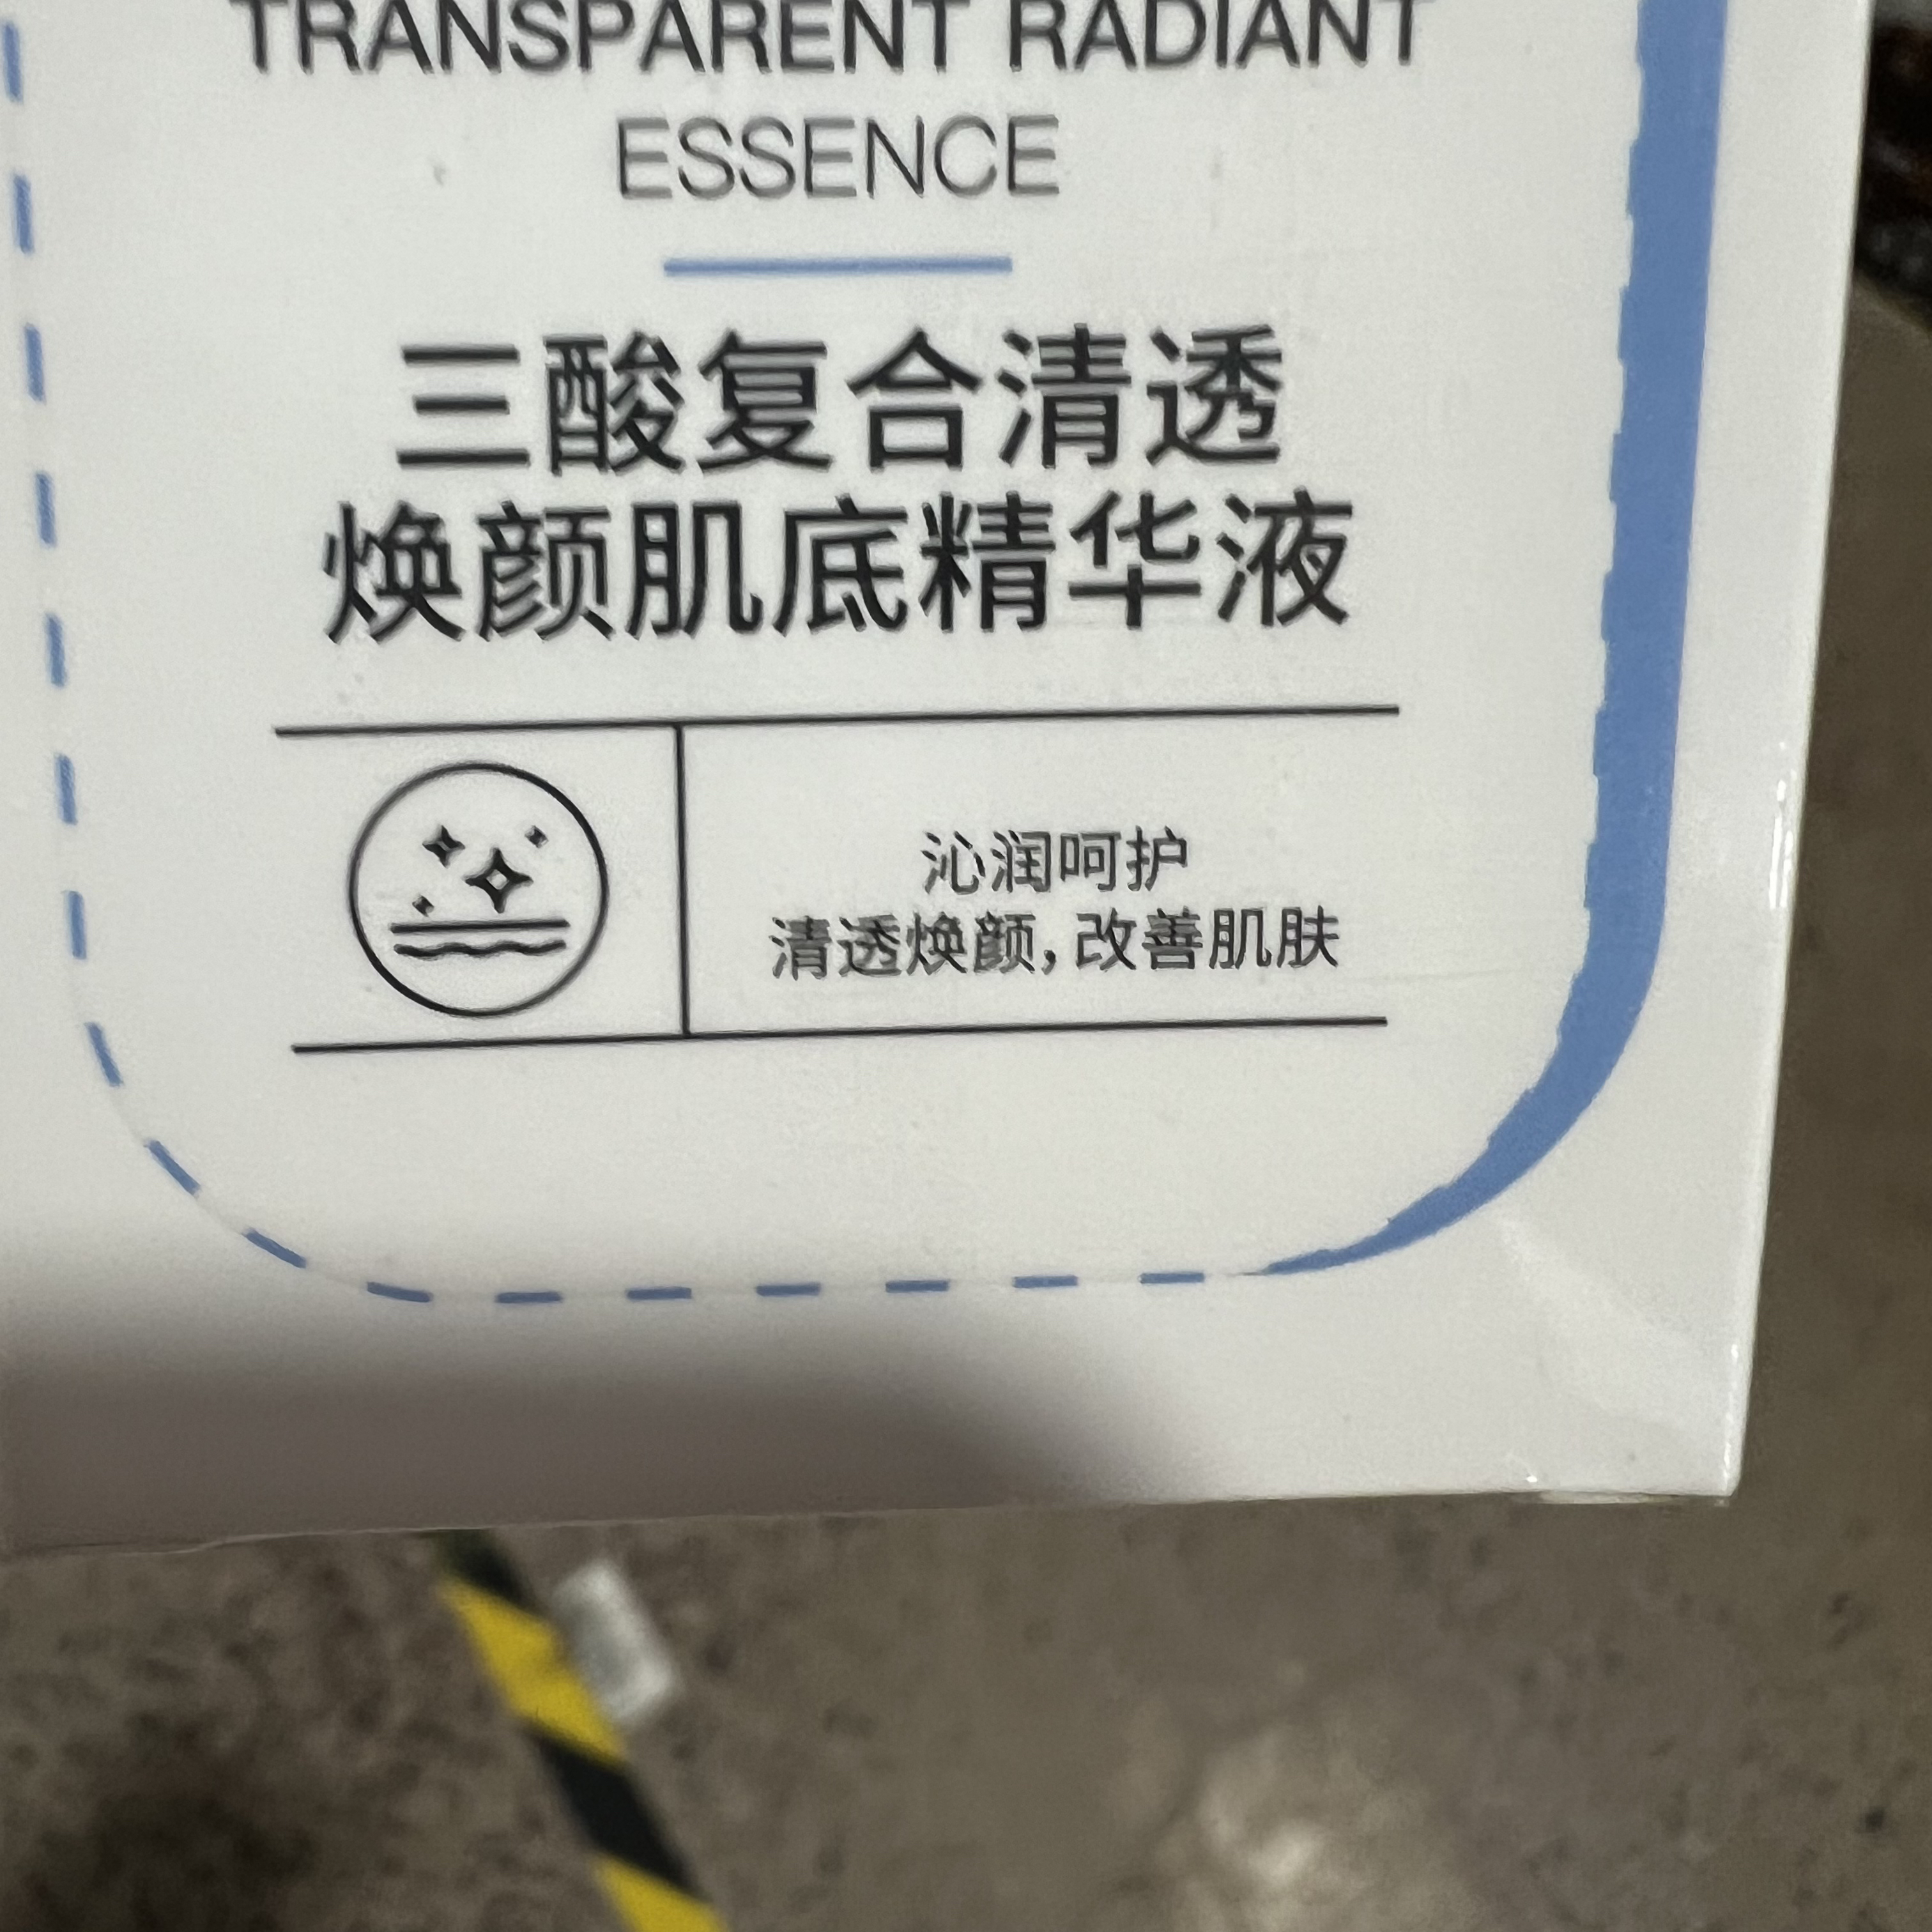 TRANSPARENT RADIANT
ESSENCE
三酸复合清透
焕颜肌底精华液
沁润呵护
清透焕颜,改善肌肤